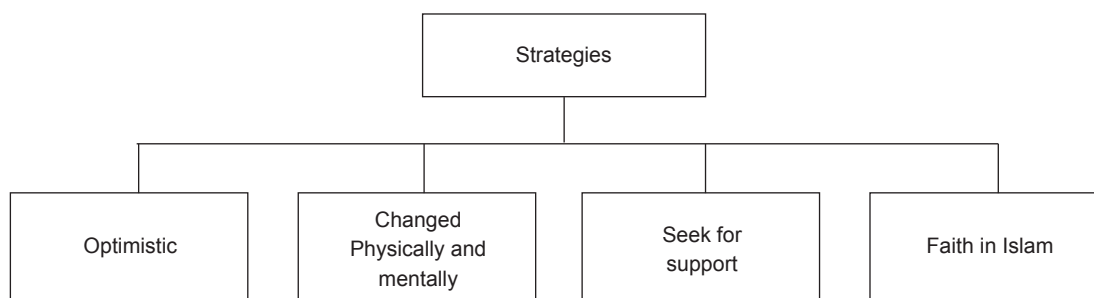 Strategies
Optimistic
Changed
Physically and
mentally
Seek for
support
Faith in Islam